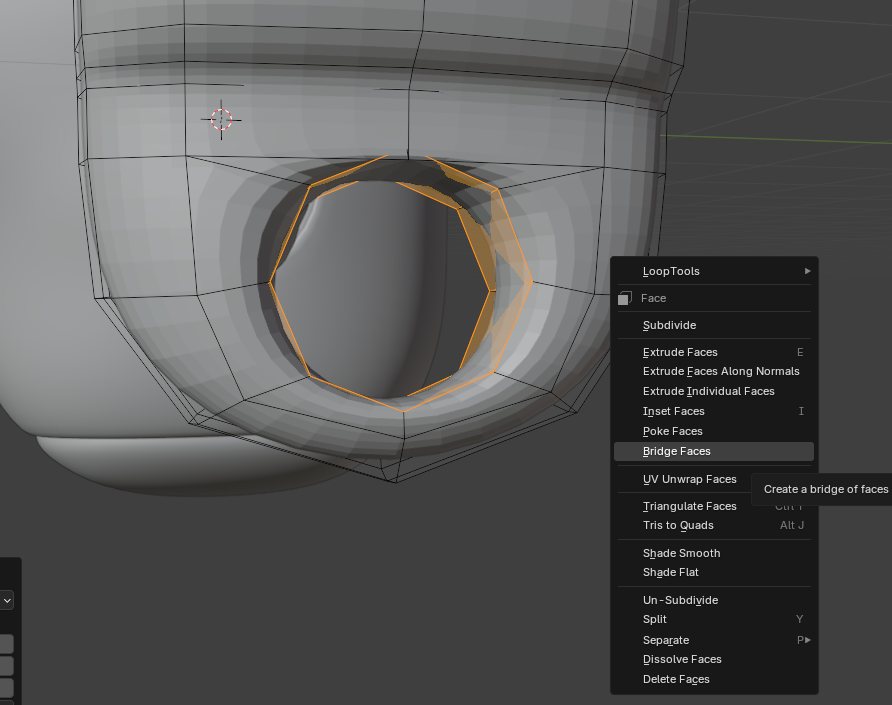 LoopTools
Face
Subdivide
Extrude Faces E
Extrude Faces Along Normals
Extrude Individual Faces
Inset Faces I
Poke Faces
Bridge Faces
UV Unwrap Faces
Create a bridge of faces
Triangulate Faces Ctrl T
Tris to Quads Alt J
Shade Smooth
Shade Flat
Un-Subdivide
Split Y
Separate P
Dissolve Faces
Delete Faces